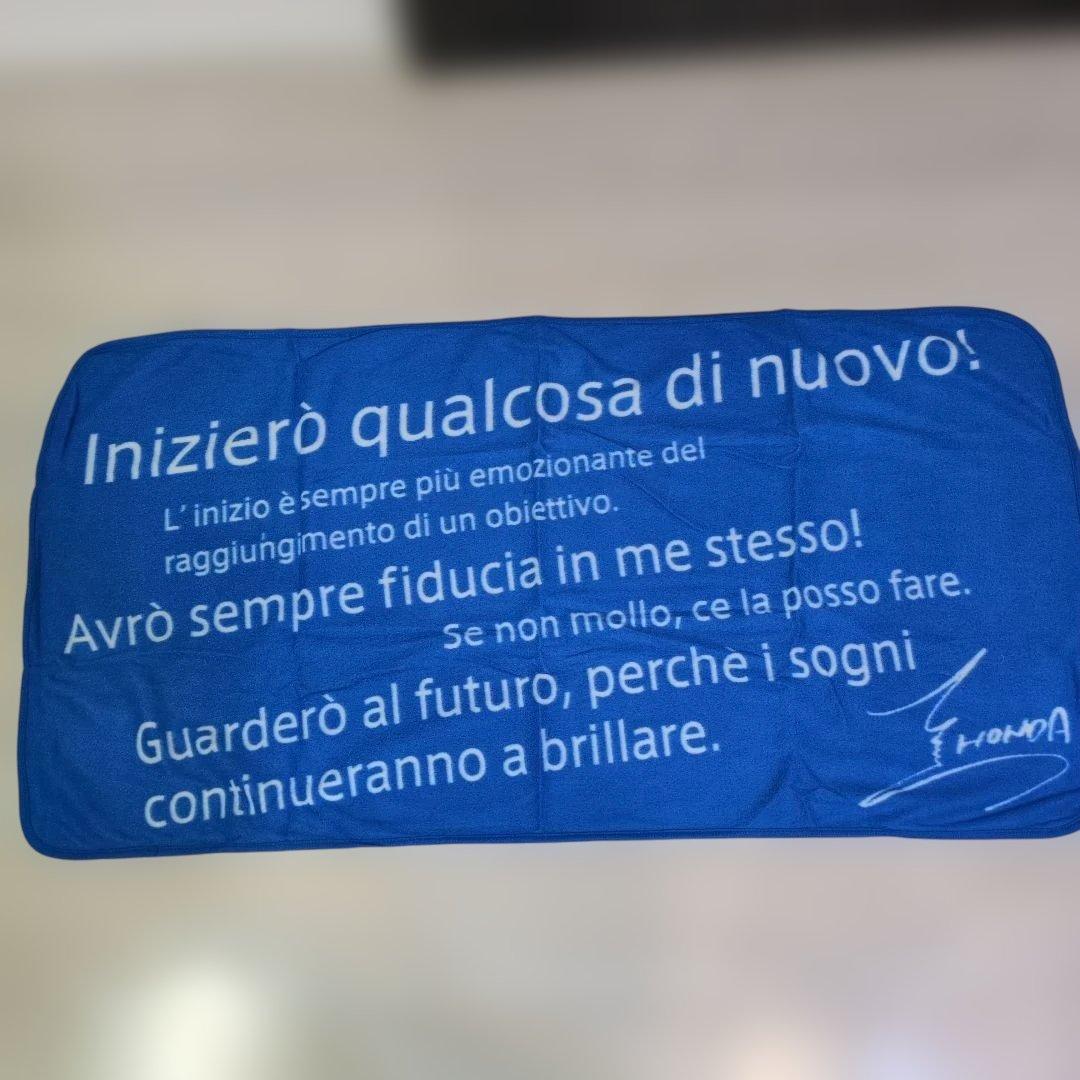 Inizierò qualcosa di nuovo!
L' inizio è sempre più emozionante del
raggiungimento di un obiettivo.
Avrò sempre fiducia in me stesso!
Se non mollo, ce la posso fare.
Guarderò al futuro, perchè i sogni
continueranno a brillare.
HONDA